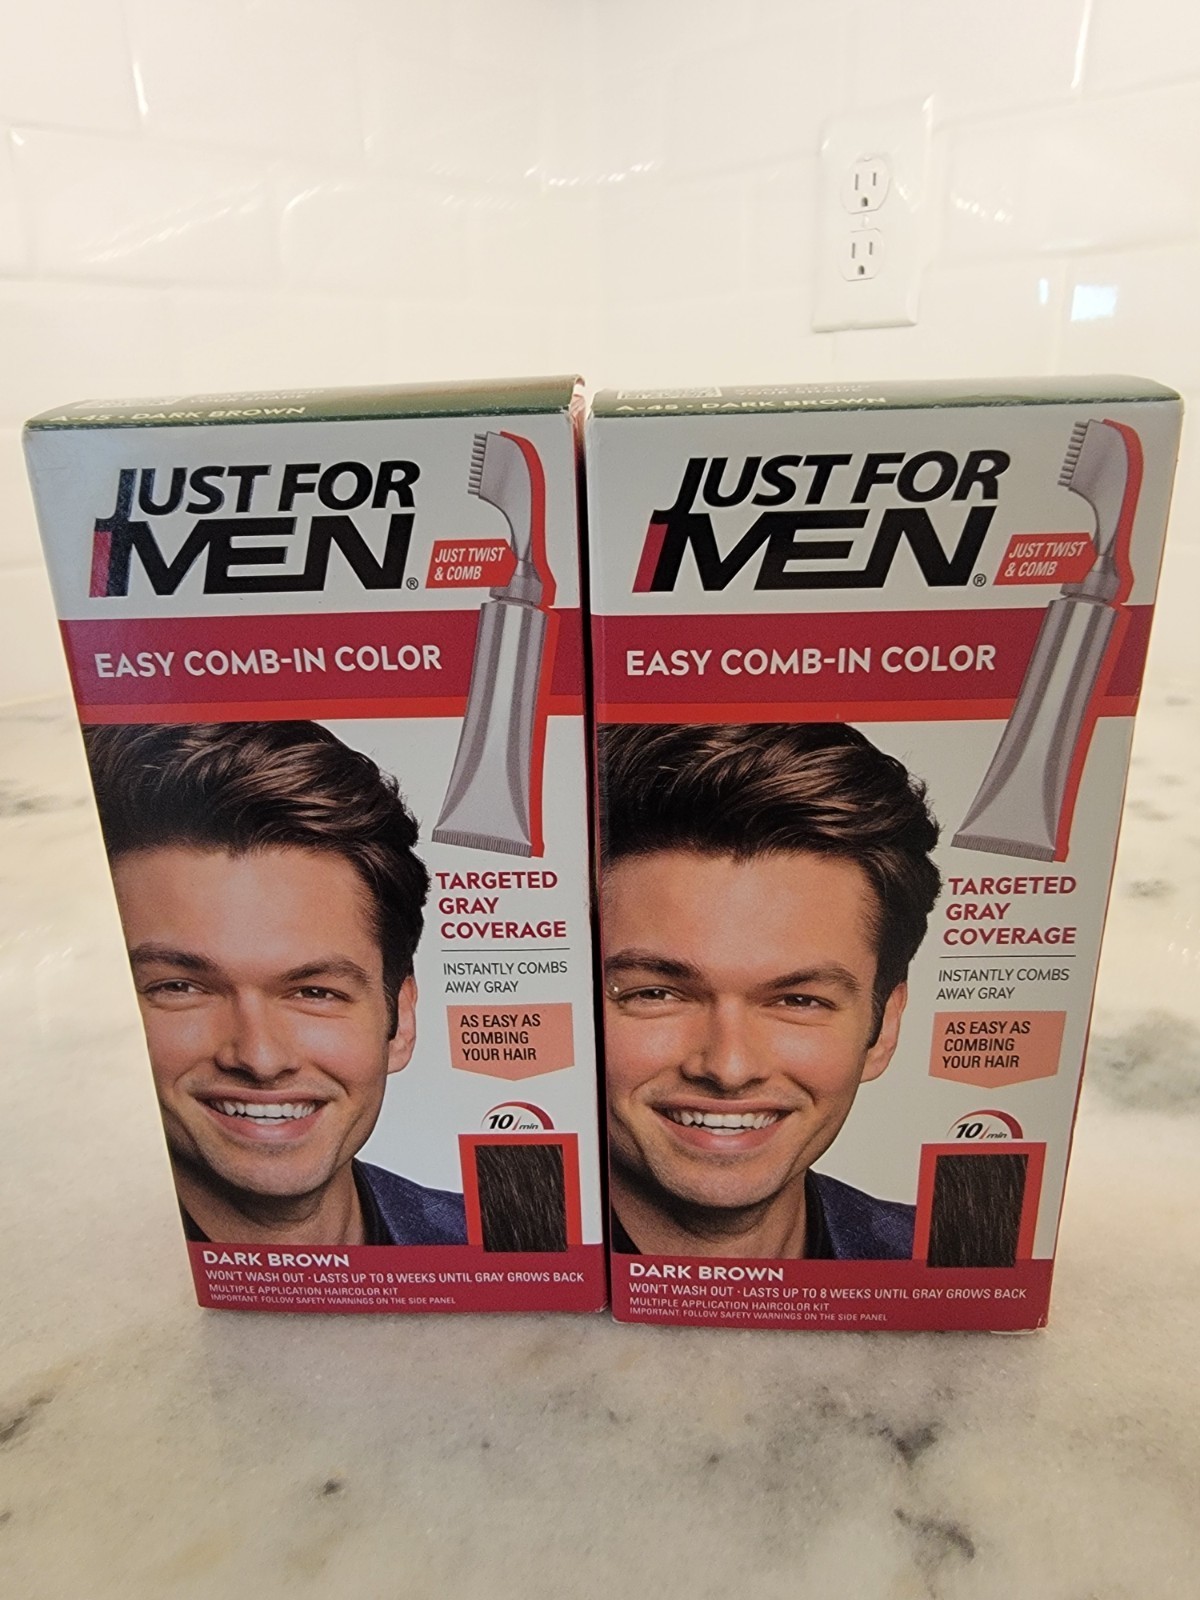 A-45 • DARK BROWN
JUST FOR
MEN®
JUST TWIST
& COMB
EASY COMB-IN COLOR
TARGETED
GRAY
COVERAGE
INSTANTLY COMBS
AWAY GRAY
AS EASY AS
COMBING
YOUR HAIR
10/min
DARK BROWN
WON'T WASH OUT · LASTS UP TO 8 WEEKS UNTIL GRAY GROWS BACK
MULTIPLE APPLICATION HAIRCOLOR KIT
IMPORTANT: FOLLOW SAFETY WARNINGS ON THE SIDE PANEL
A-45 • DARK BROWN
JUST FOR
MEN®
JUST TWIST
& COMB
EASY COMB-IN COLOR
TARGETED
GRAY
COVERAGE
INSTANTLY COMBS
AWAY GRAY
AS EASY AS
COMBING
YOUR HAIR
10/min
DARK BROWN
WON'T WASH OUT · LASTS UP TO 8 WEEKS UNTIL GRAY GROWS BACK
MULTIPLE APPLICATION HAIRCOLOR KIT
IMPORTANT: FOLLOW SAFETY WARNINGS ON THE SIDE PANEL